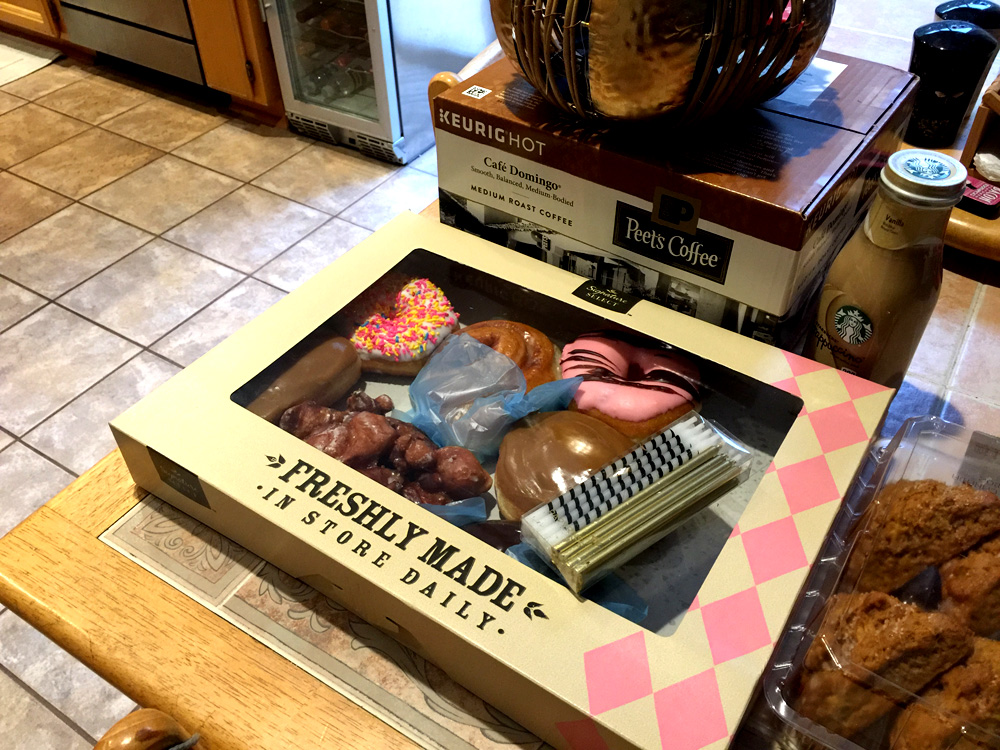 KEURIG HOT
Café Domingo®
Smooth, Balanced, Medium-Bodied
MEDIUM ROAST COFFEE
Peet's Coffee
Signature
SELECT
Vanilla
FRESHLY MADE
· IN STORE DAILY ·